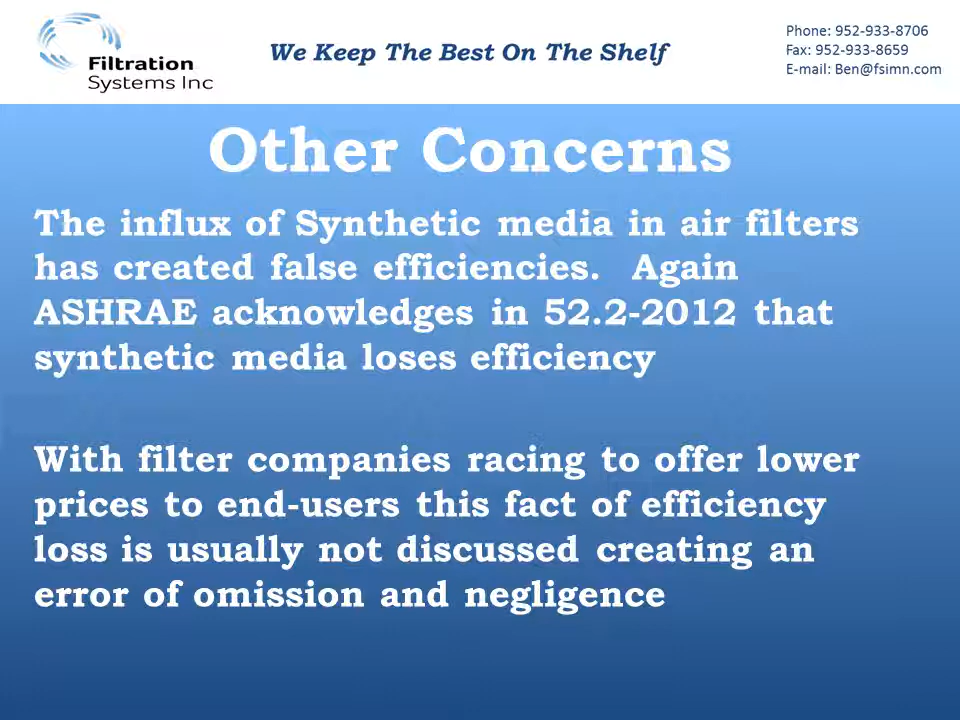 Filtration
Systems Inc
We Keep The Best On The Shelf
Phone: 952-933-8706
Fax: 952-933-8659
E-mail: Ben@fsimn.com
Other Concerns
The influx of Synthetic media in air filters
has created false efficiencies.  Again
ASHRAE acknowledges in 52.2-2012 that
synthetic media loses efficiency
With filter companies racing to offer lower
prices to end-users this fact of efficiency
loss is usually not discussed creating an
error of omission and negligence